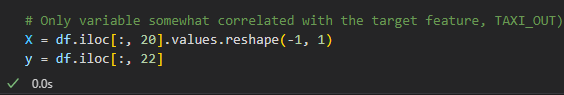 # Only variable somewhat correlated with the target feature, TAXI_OUT)
X = df.iloc[:, 20].values.reshape(-1, 1)
y = df.iloc[:, 22]
0.0s